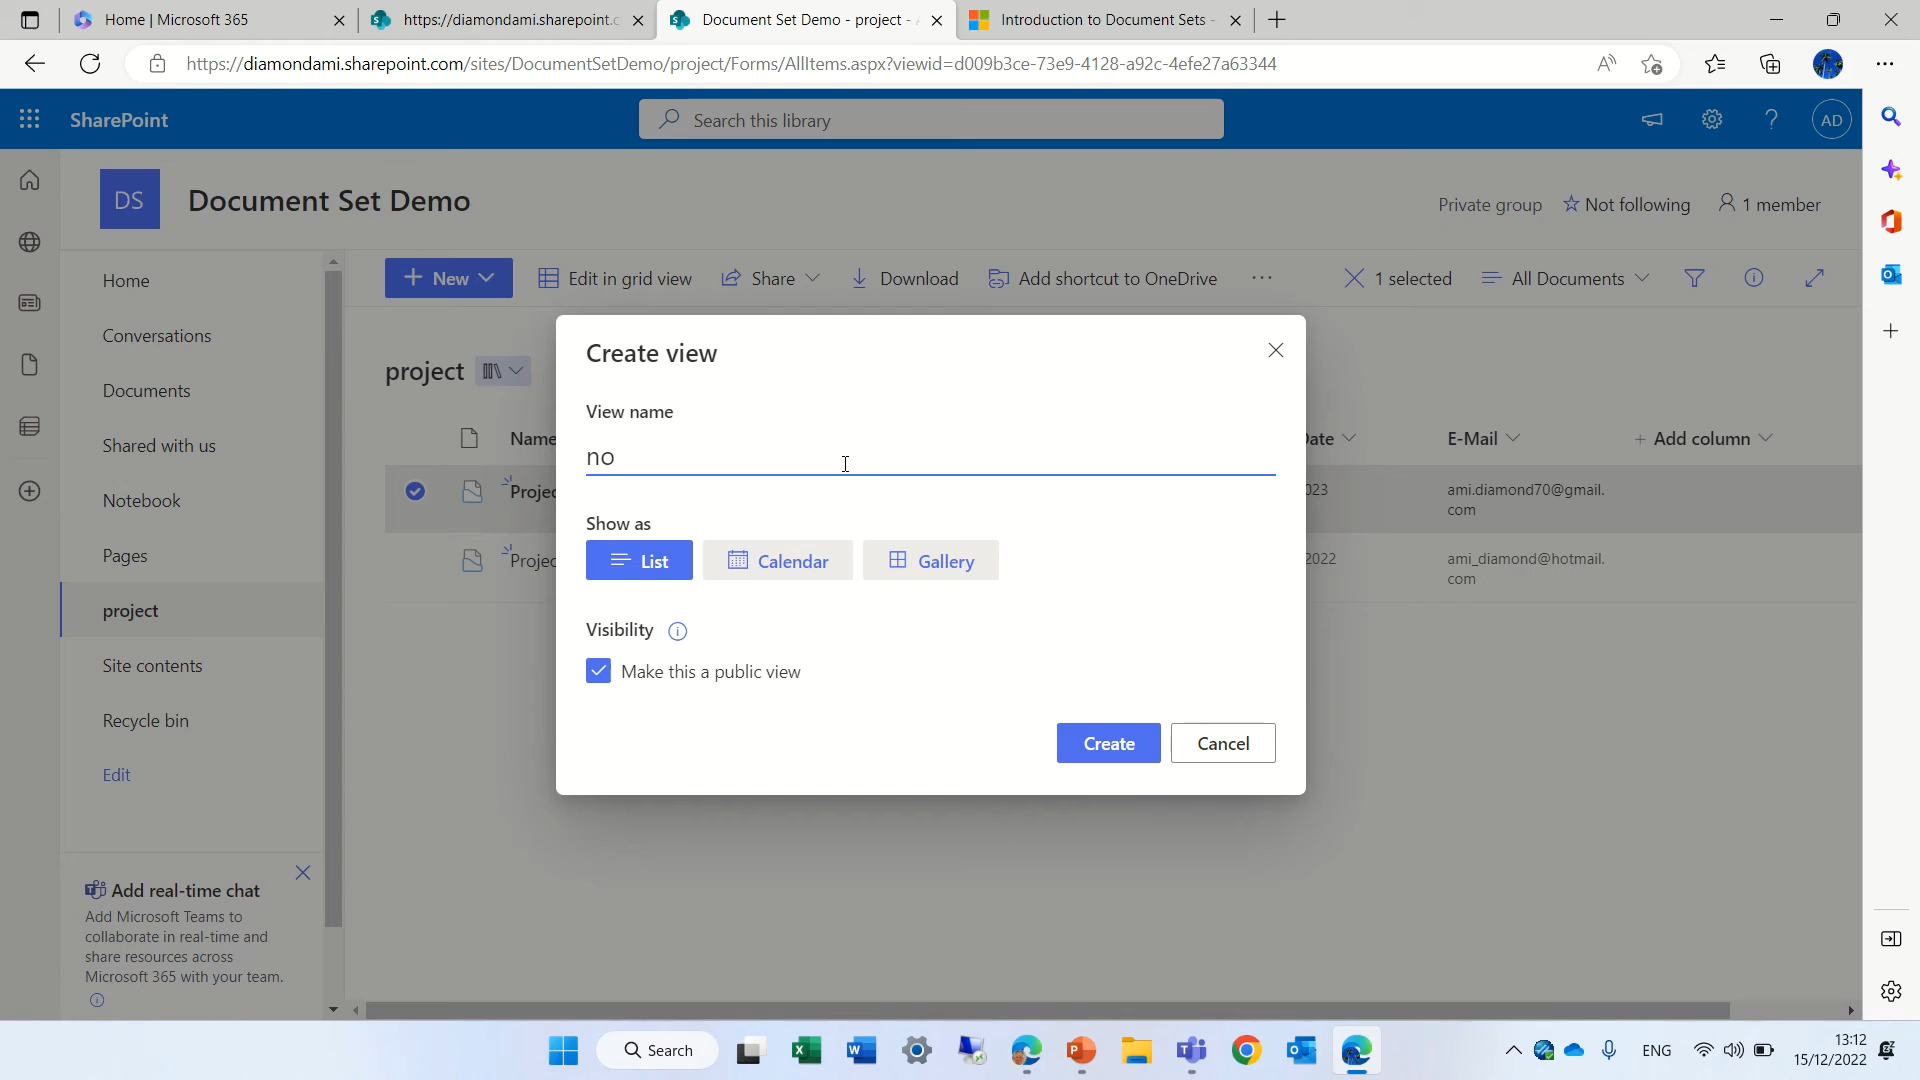 Home | Microsoft 365
https://diamondami.sharepoint.c
Document Set Demo - project -
Introduction to Document Sets -
https://diamondami.sharepoint.com/sites/DocumentSetDemo/project/Forms/AllItems.aspx?viewid=d009b3ce-73e9-4128-a92c-4efe27a63344
SharePoint
Search this library
AD
DS
Document Set Demo
Private group
Not following
1 member
Home
Conversations
Documents
Shared with us
Notebook
Pages
project
Site contents
Recycle bin
Edit
Add real-time chat
Add Microsoft Teams to
collaborate in real-time and
share resources across
Microsoft 365 with your team.
New
Edit in grid view
Share
Download
Add shortcut to OneDrive
1 selected
All Documents
project
Name
Date
E-Mail
Add column
Projec
023
ami.diamond70@gmail.
com
Projec
2022
ami_diamond@hotmail.
com
Create view
View name
no
Show as
List
Calendar
Gallery
Visibility
Make this a public view
Create
Cancel
Search
ENG
13:12
15/12/2022